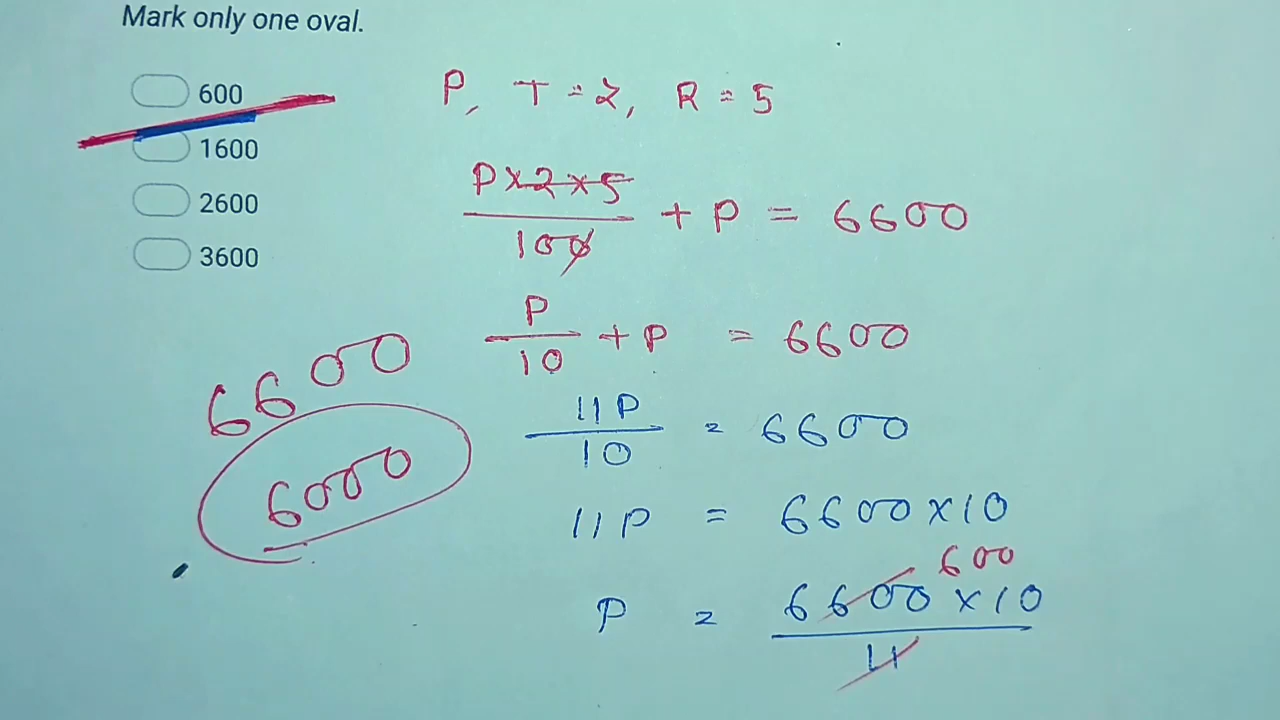 Mark only one oval.
600
1600
2600
3600
P, T = 2, R = 5
P × 2 × 5 / 100 + P = 6600
P / 10 + P = 6600
11P / 10 = 6600
11P = 6600 × 10
600
P = 6600 × 10 / 11
6600
6000